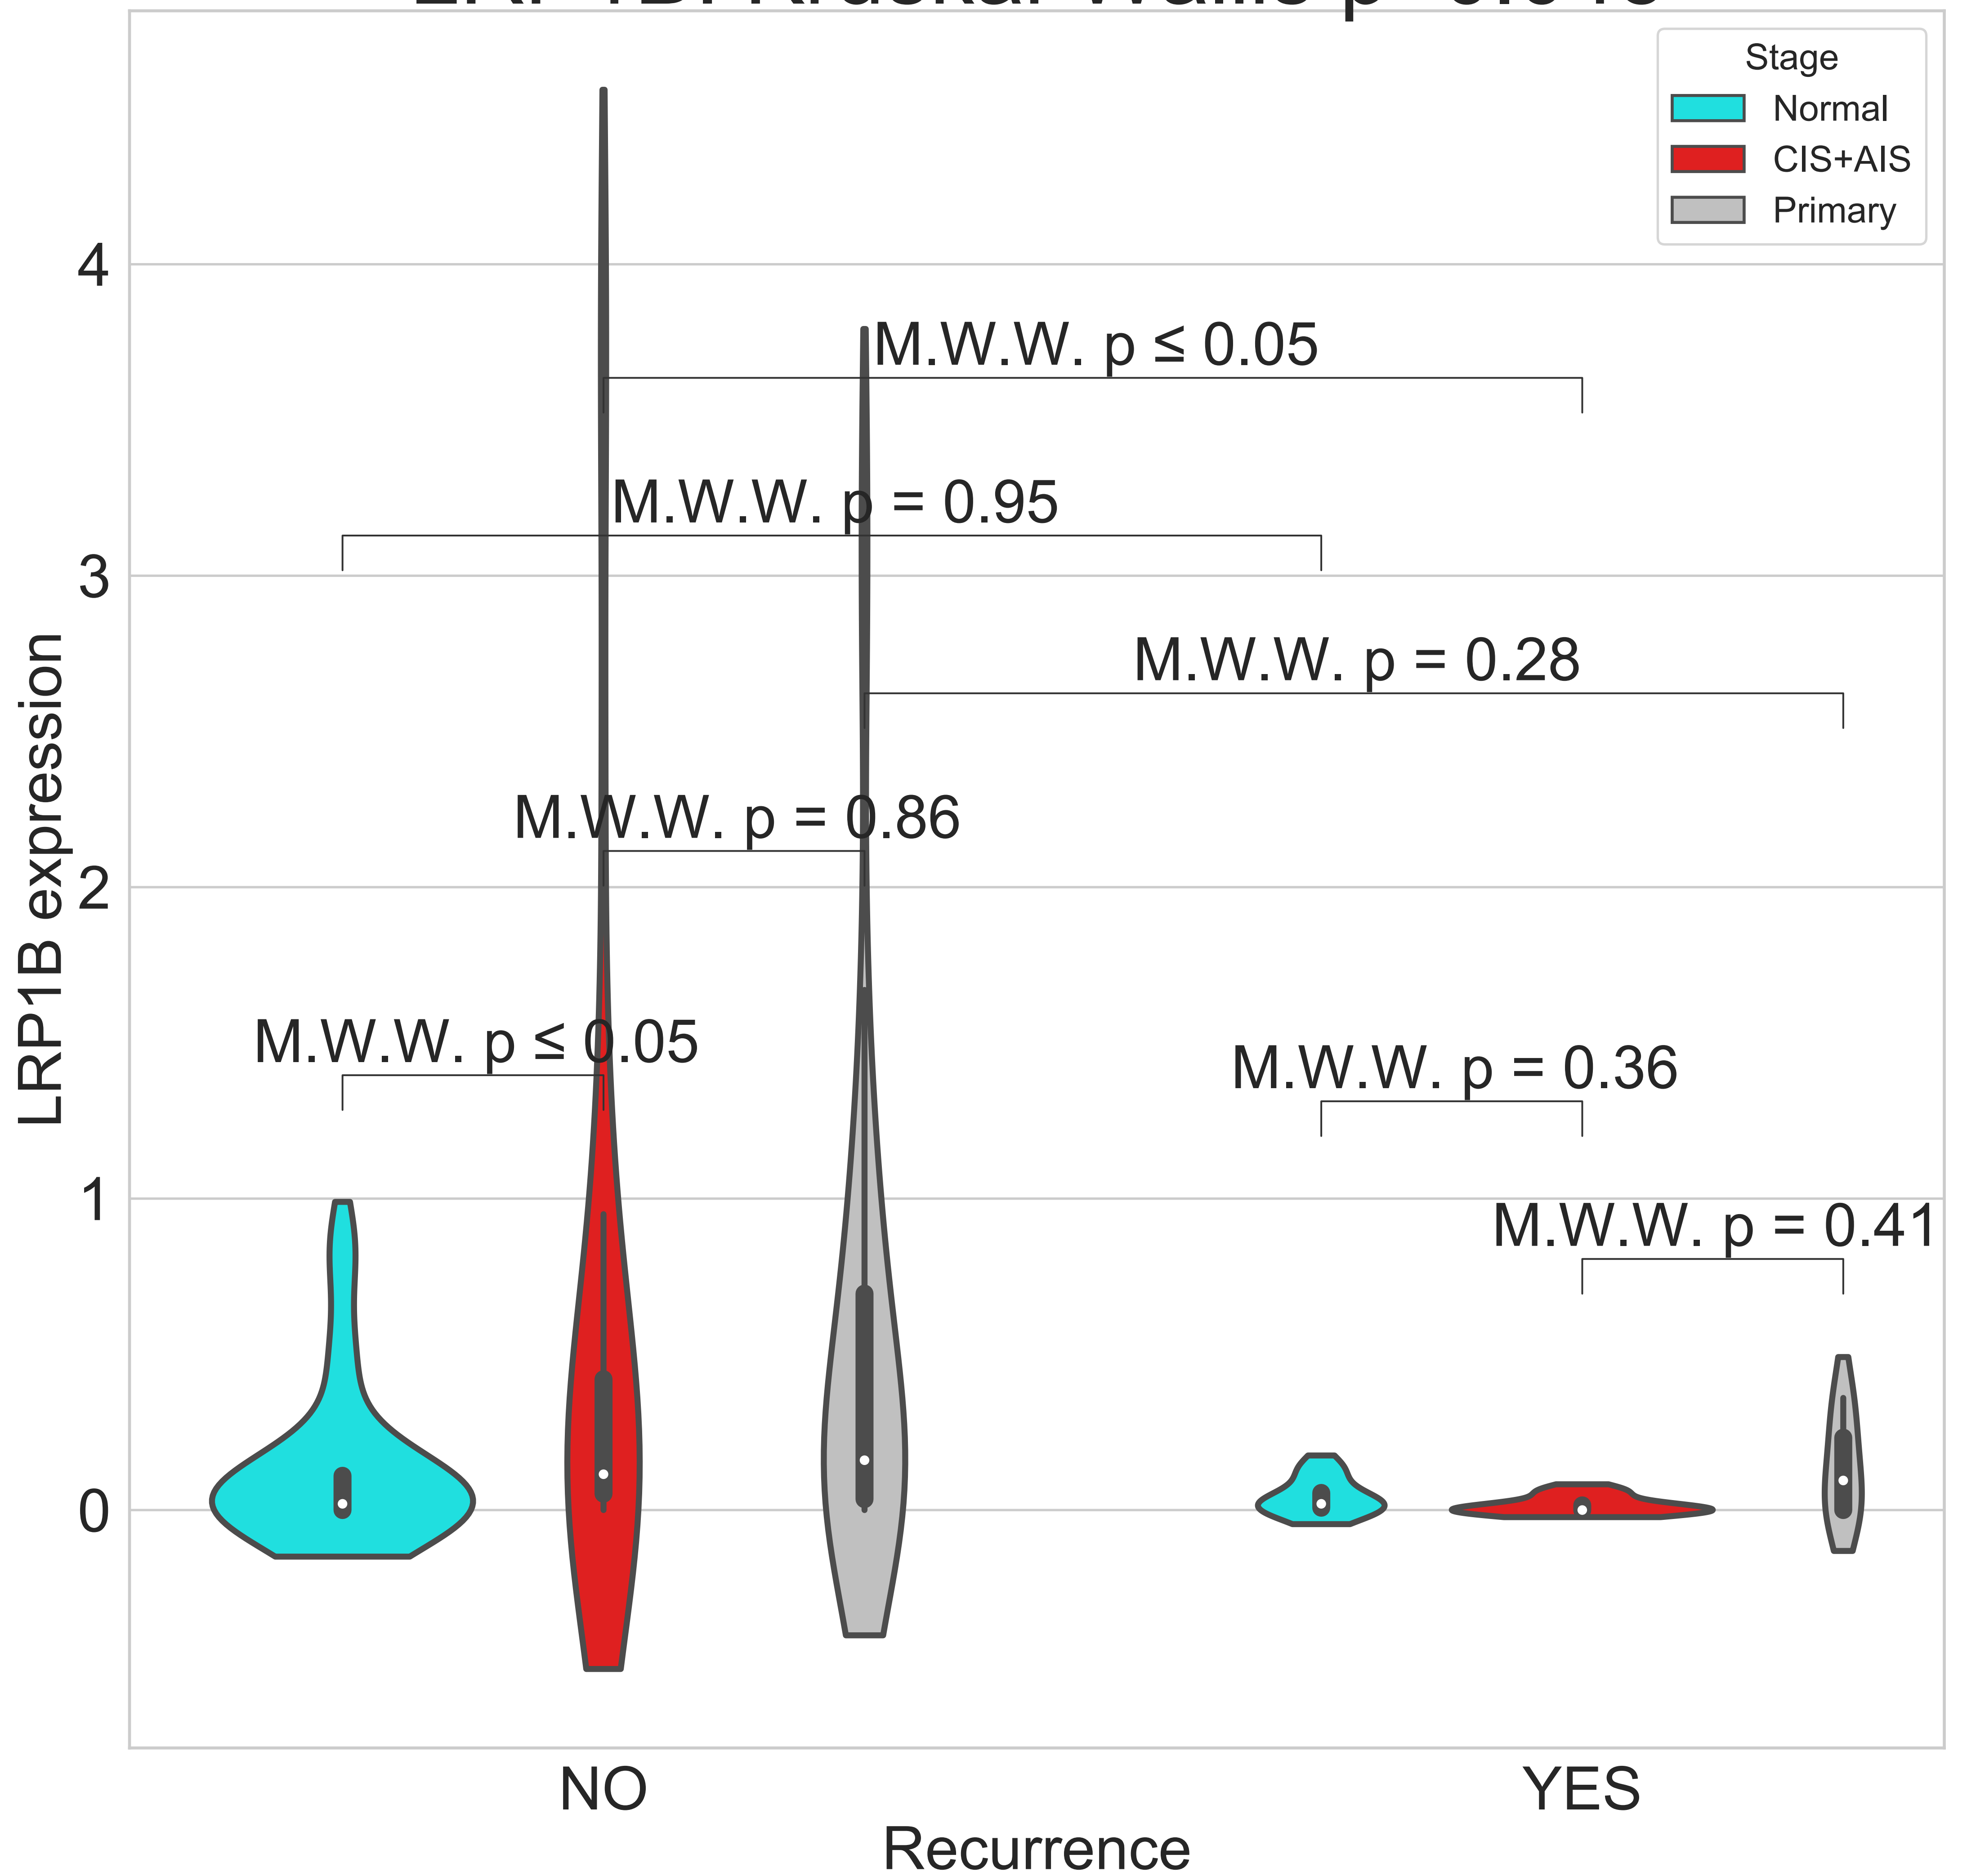 Stage
Normal
CIS+AIS
Primary
4
M.W.W. p ≤ 0.05
M.W.W. p = 0.95
3
M.W.W. p = 0.28
M.W.W. p = 0.86
2
M.W.W. p ≤ 0.05
M.W.W. p = 0.36
1
M.W.W. p = 0.41
0
LRP1B expression
NO
YES
Recurrence